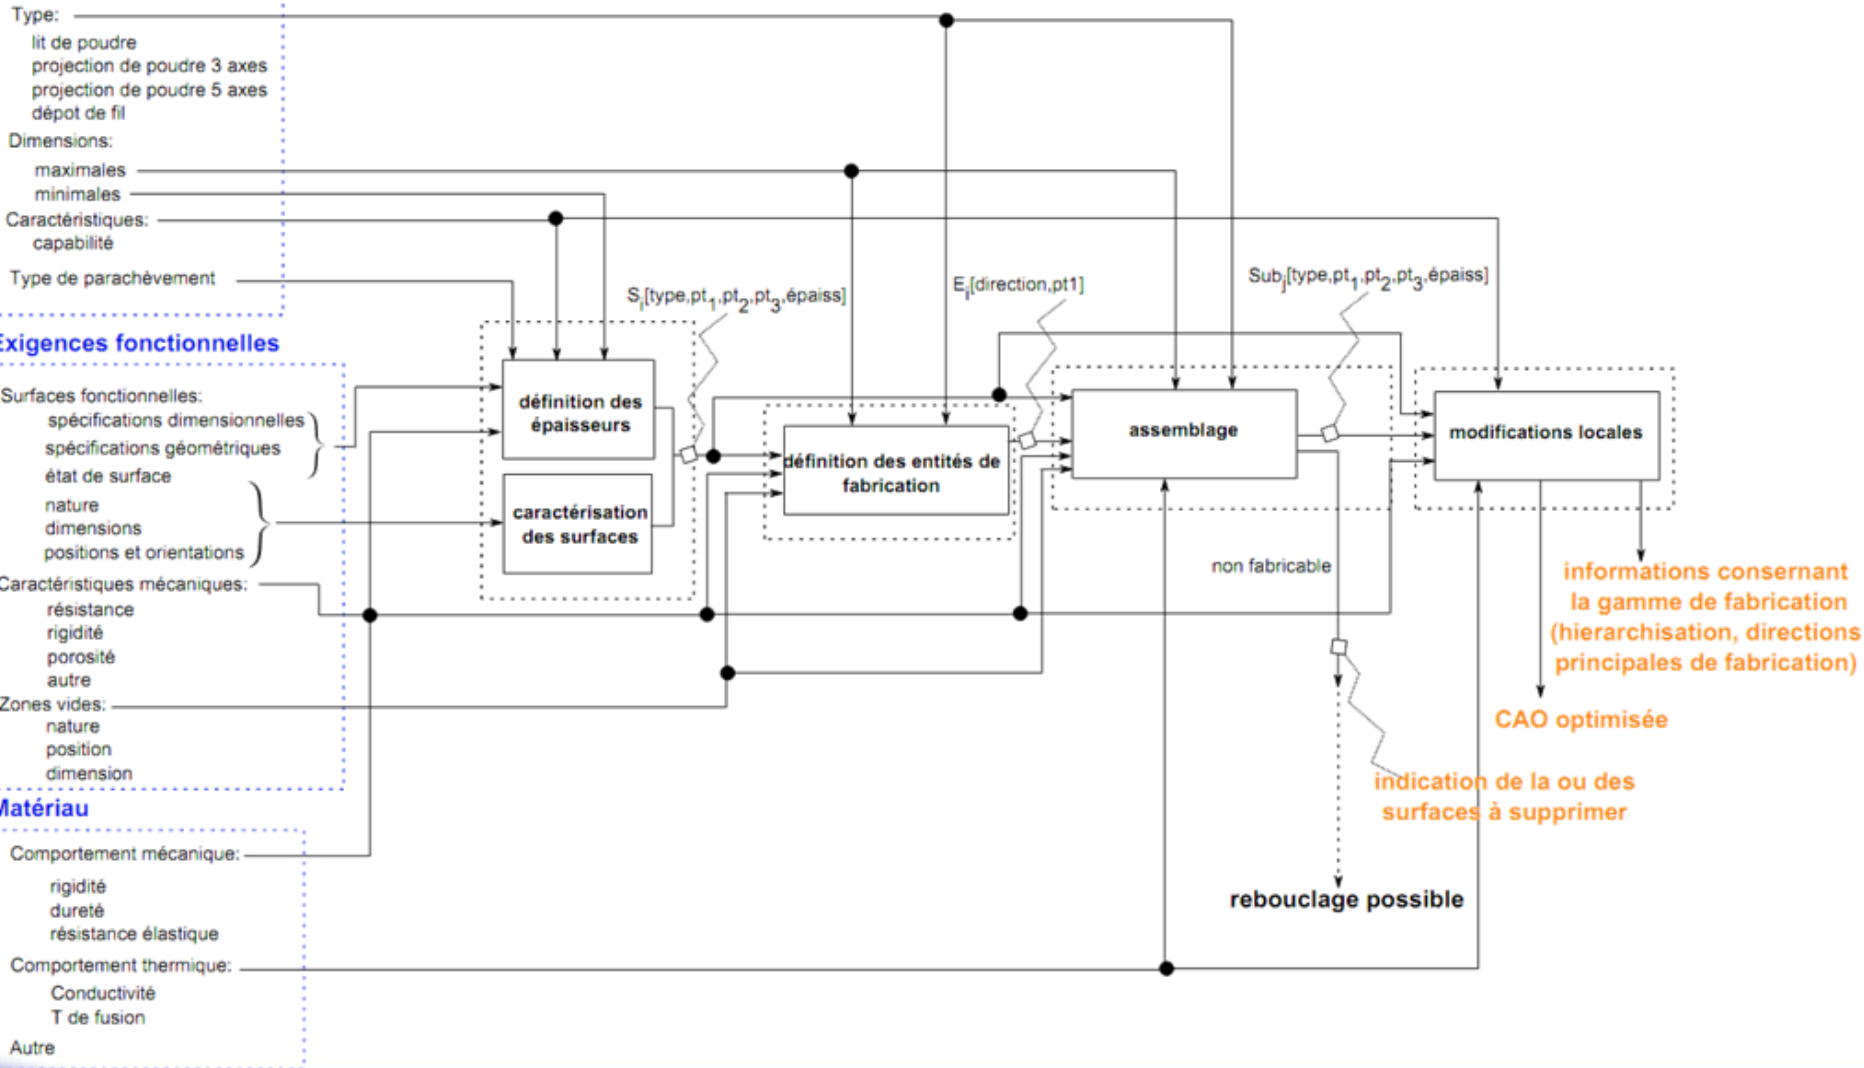 Type:
lit de poudre
projection de poudre 3 axes
projection de poudre 5 axes
dépot de fil
Dimensions:
maximales
minimales
Caractéristiques:
capabilité
Type de parachèvement
Exigences fonctionnelles
Surfaces fonctionnelles:
spécifications dimensionnelles
spécifications géométriques
état de surface
nature
dimensions
positions et orientations
Caractéristiques mécaniques:
résistance
rigidité
porosité
autre
Zones vides:
nature
position
dimension
Matériau
Comportement mécanique:
rigidité
dureté
résistance élastique
Comportement thermique:
Conductivité
T de fusion
Autre
Si[type,pt1,pt2,pt3,épaiss]
Ei[direction,pt1]
Subj[type,pt1,pt2,pt3,épaiss]
définition des
épaisseurs
caractérisation
des surfaces
définition des entités de
fabrication
assemblage
modifications locales
non fabricable
informations consernant
la gamme de fabrication
(hierarchisation, directions
principales de fabrication)
CAO optimisée
indication de la ou des
surfaces à supprimer
rebouclage possible